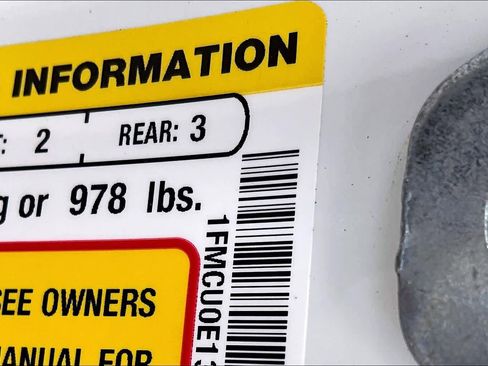 INFORMATION
: 2 REAR: 3
g or 978 lbs.
1FMCU0E13
SEE OWNERS
MANUAL FOR